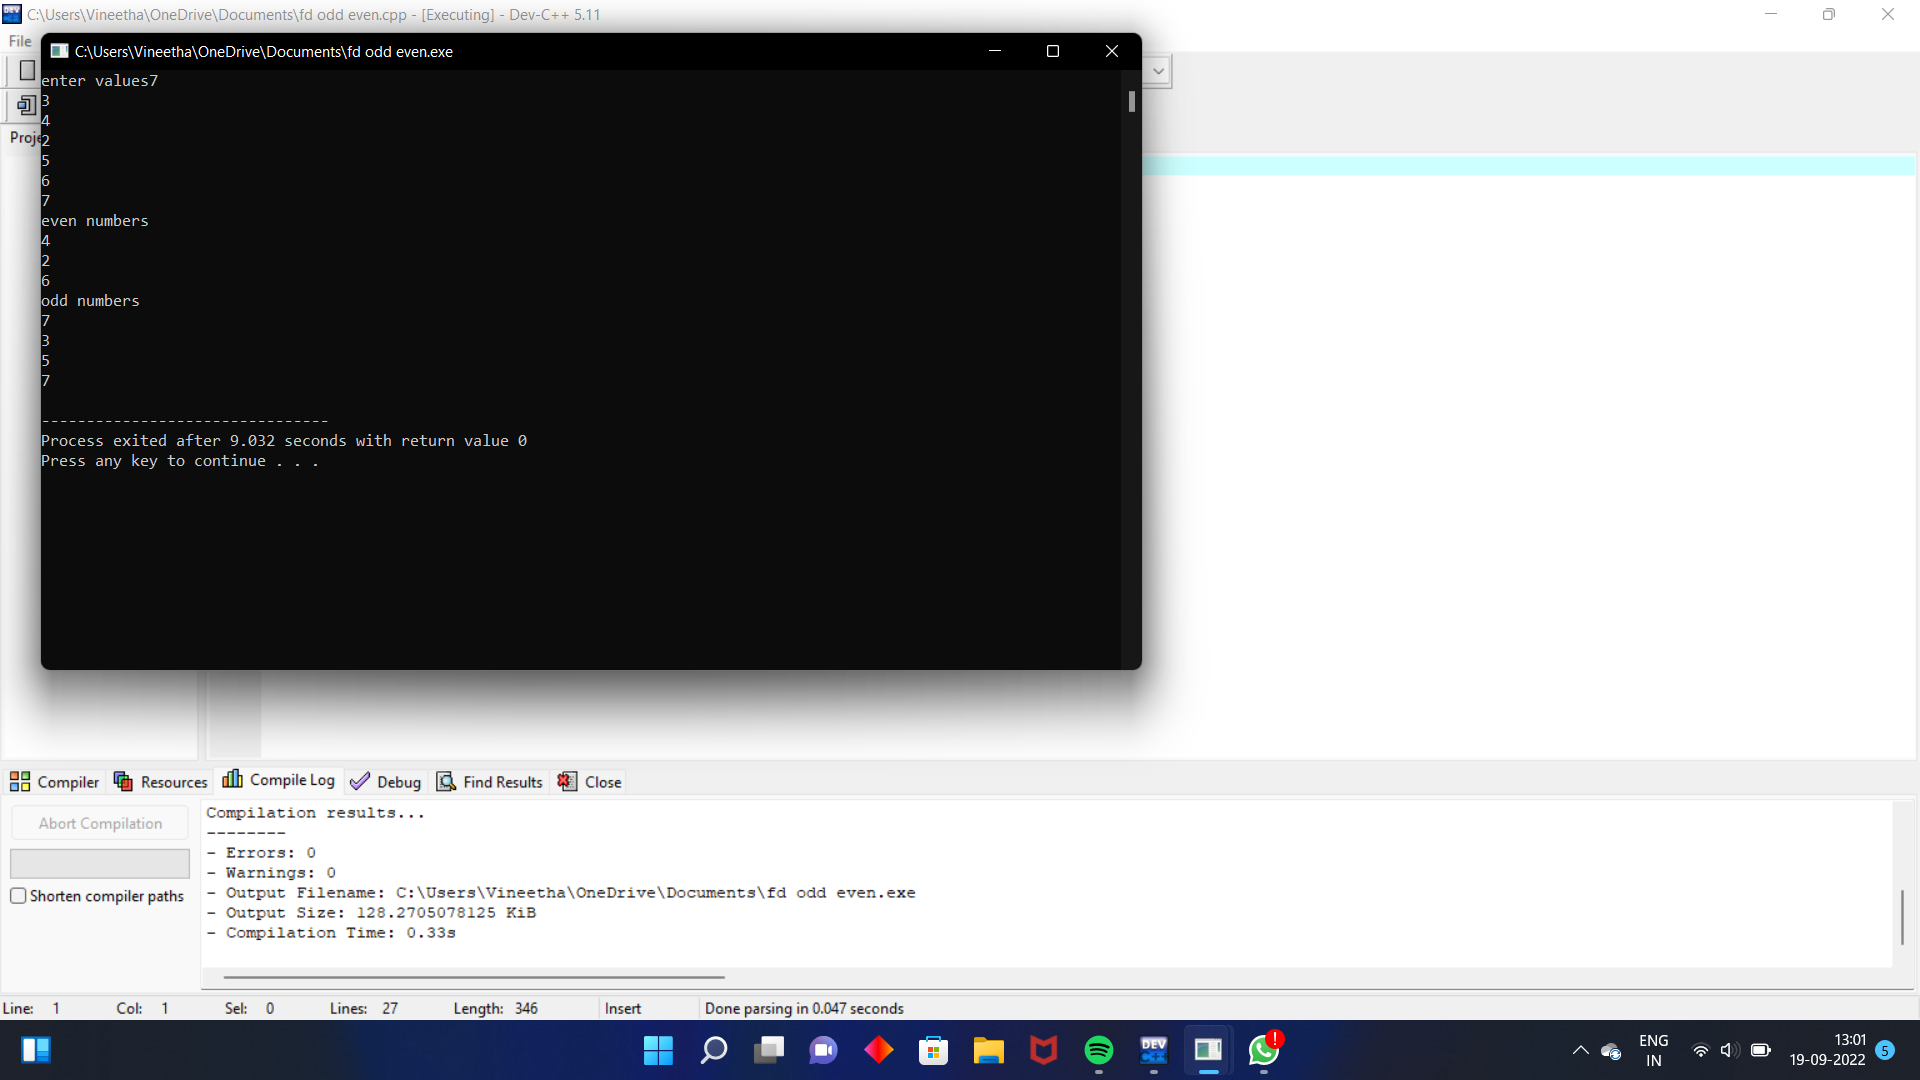 C:\Users\Vineetha\OneDrive\Documents\fd odd even.cpp - [Executing] - Dev-C++ 5.11
File
C:\Users\Vineetha\OneDrive\Documents\fd odd even.exe
enter values7
3
4
2
5
6
7
even numbers
4
2
6
odd numbers
7
3
5
7
--------------------------------
Process exited after 9.032 seconds with return value 0
Press any key to continue . . .
Proje
Compiler Resources Compile Log Debug Find Results Close
Abort Compilation
Shorten compiler paths
Compilation results...
--------
- Errors: 0
- Warnings: 0
- Output Filename: C:\Users\Vineetha\OneDrive\Documents\fd odd even.exe
- Output Size: 128.2705078125 KiB
- Compilation Time: 0.33s
Line: 1 Col: 1 Sel: 0 Lines: 27 Length: 346 Insert Done parsing in 0.047 seconds
DEV C++
ENG
IN
13:01
19-09-2022
5